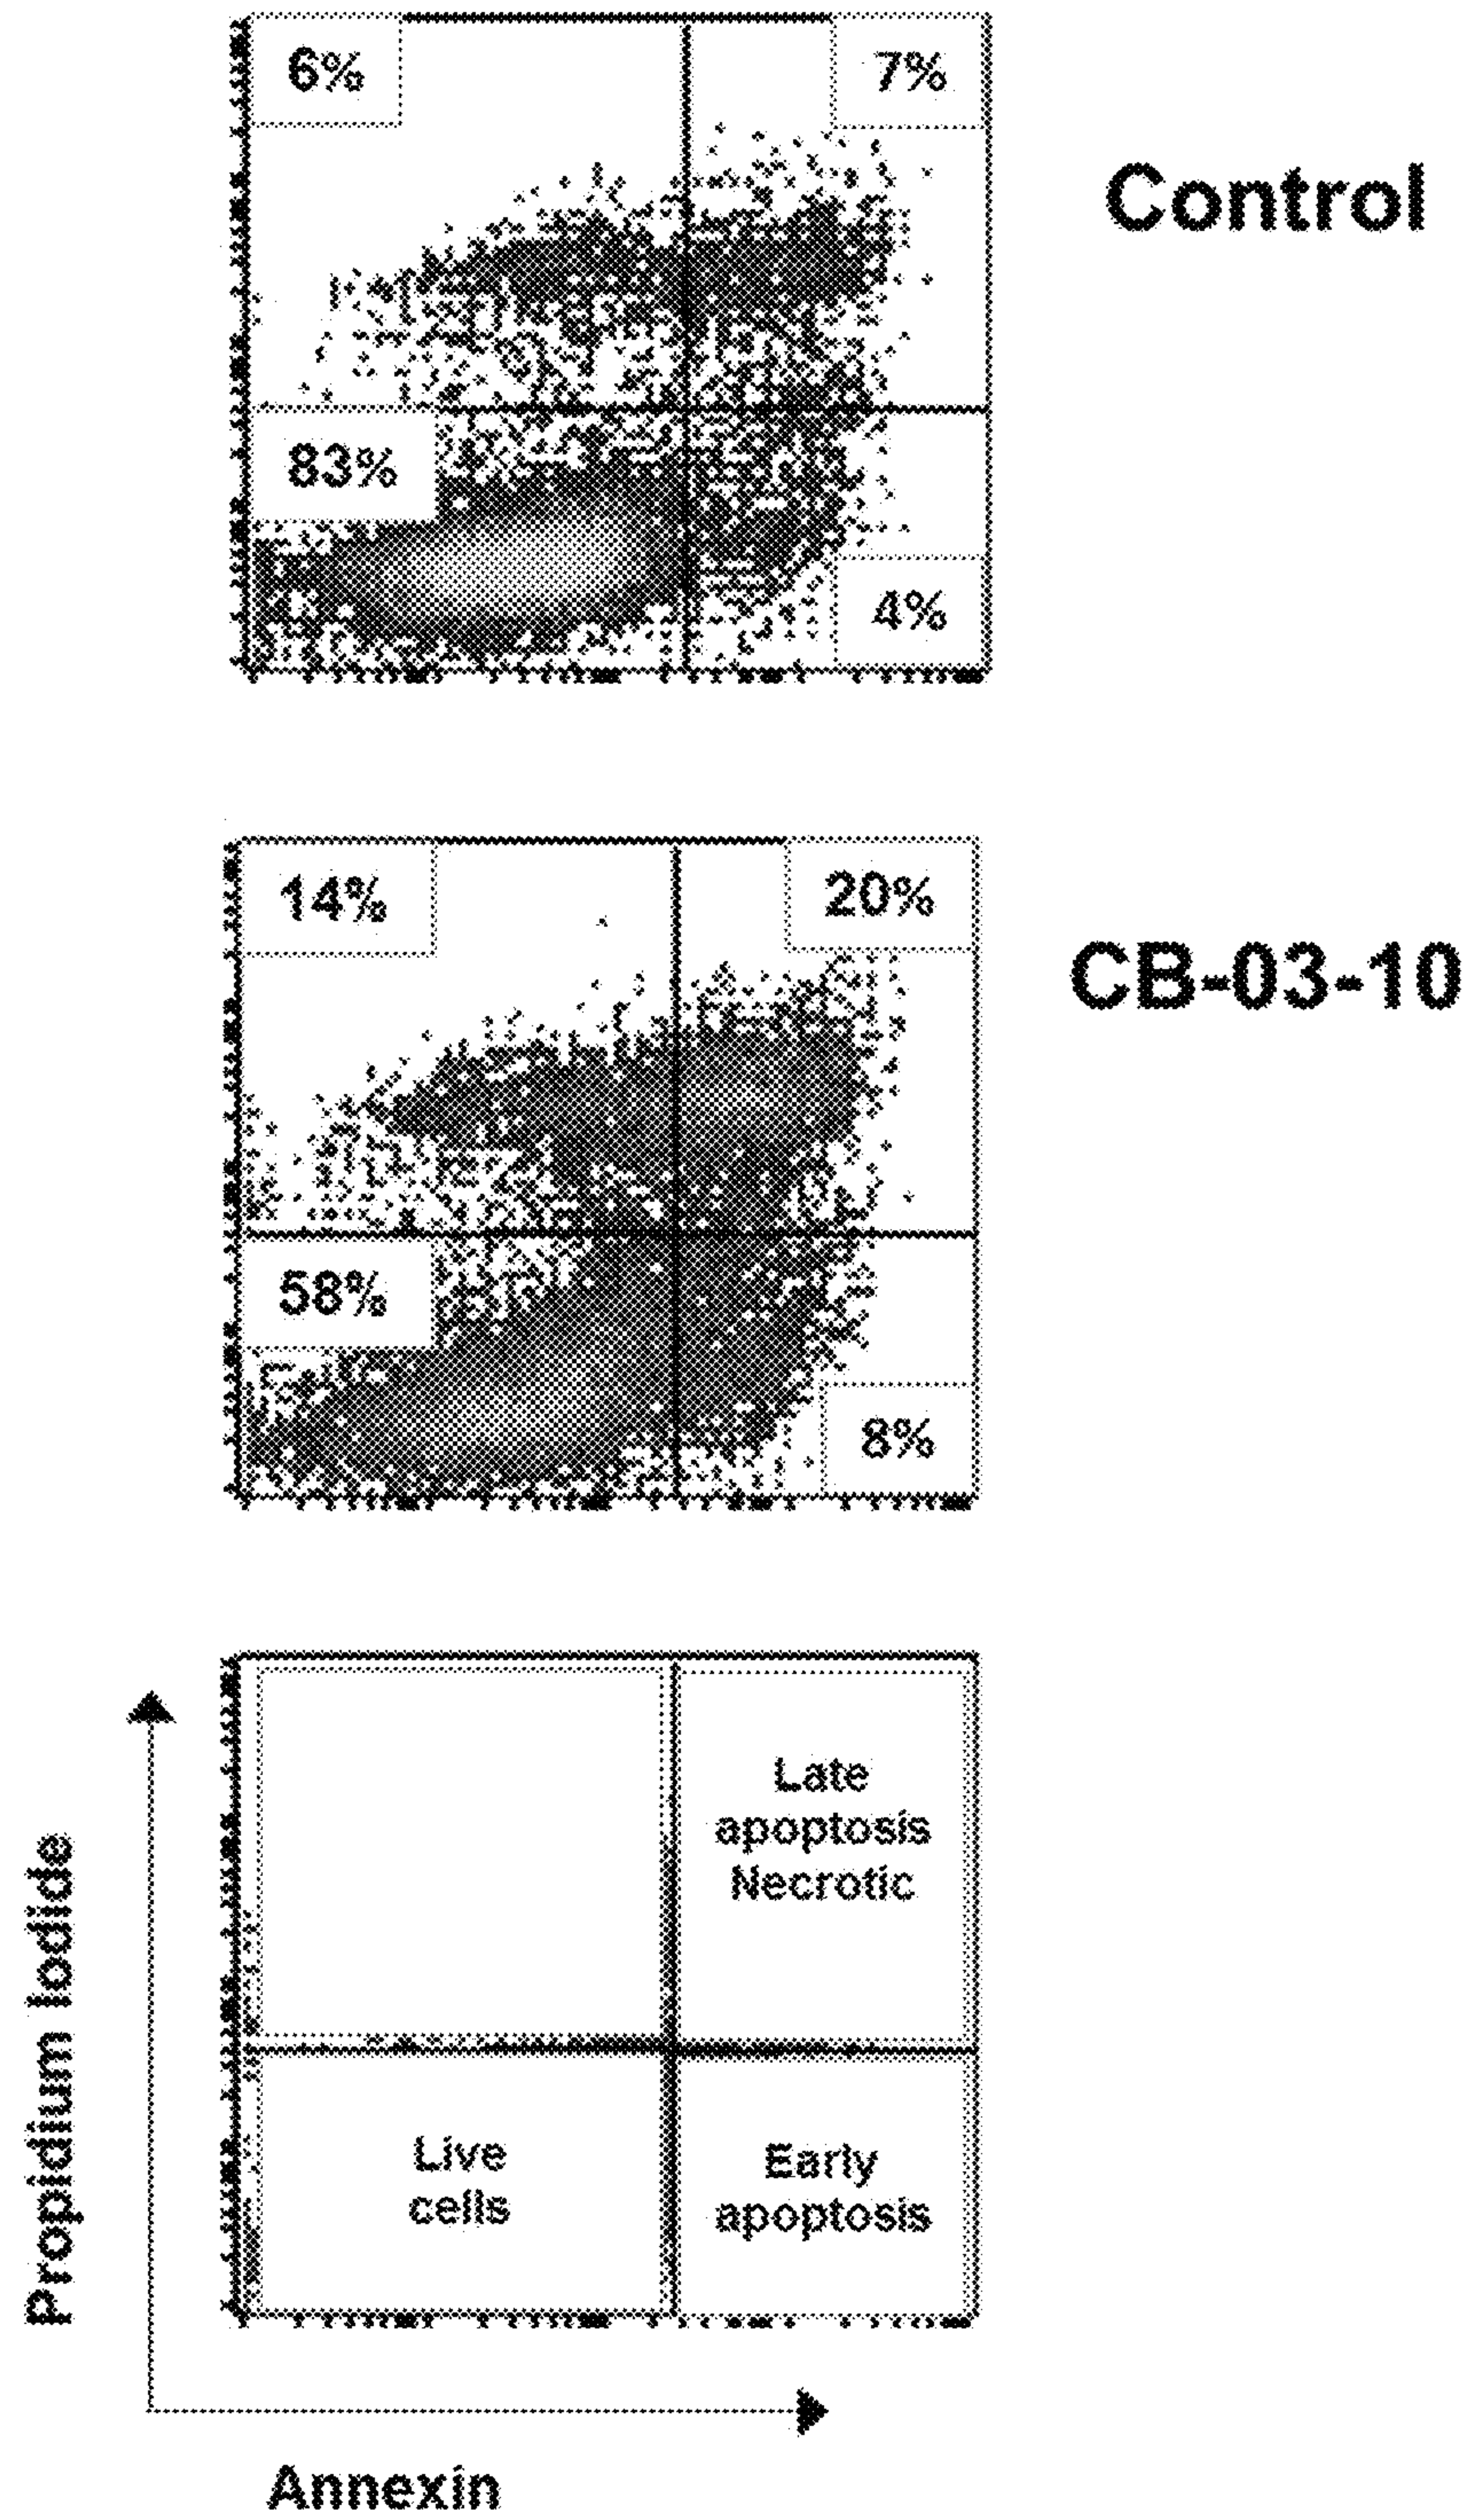 6%
7%
Control
83%
4%
14%
20%
CB-03-10
58%
8%
Late
apoptosis
Necrotic
Live
cells
Early
apoptosis
Propidium Iodide
Annexin